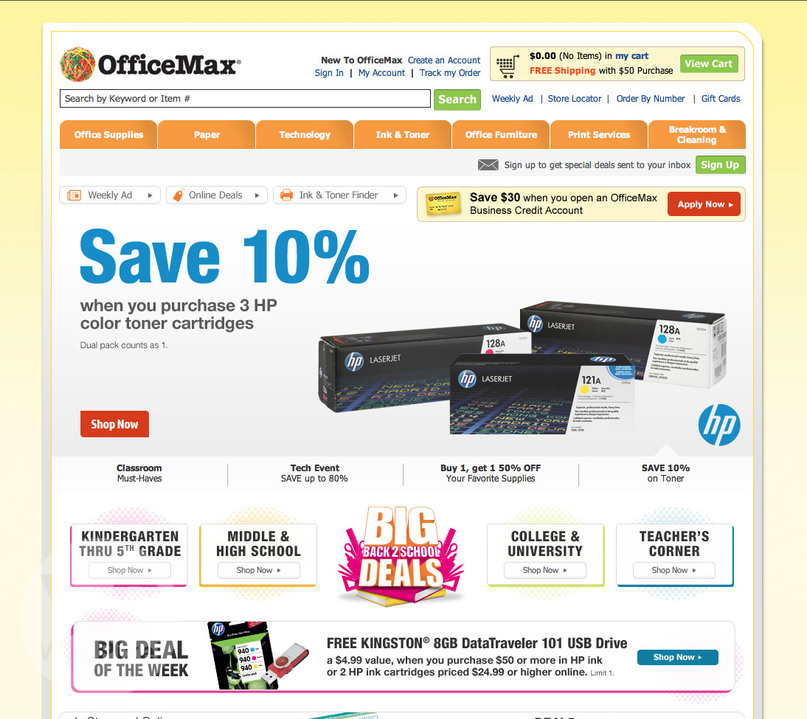 OfficeMax®
New To OfficeMax Create an Account
Sign In | My Account | Track my Order
$0.00 (No Items) in my cart
FREE Shipping with $50 Purchase
View Cart
Search by Keyword or Item #
Search
Weekly Ad | Store Locator | Order By Number | Gift Cards
Office Supplies
Paper
Technology
Ink & Toner
Office Furniture
Print Services
Breakroom &
Cleaning
Sign up to get special deals sent to your inbox
Sign Up
Weekly Ad
Online Deals
Ink & Toner Finder
OfficeMax
Save $30 when you open an OfficeMax
Business Credit Account
Apply Now
Save 10%
when you purchase 3 HP
color toner cartridges
Dual pack counts as 1.
hp LASERJET
128A
hp LASERJET
128A
hp LASERJET
121A
hp
Shop Now
Classroom
Must-Haves
Tech Event
SAVE up to 80%
Buy 1, get 1 50% OFF
Your Favorite Supplies
SAVE 10%
on Toner
KINDERGARTEN
THRU 5TH GRADE
Shop Now
MIDDLE &
HIGH SCHOOL
Shop Now
BIG
BACK 2 SCHOOL
DEALS
COLLEGE &
UNIVERSITY
Shop Now
TEACHER'S
CORNER
Shop Now
BIG DEAL
OF THE WEEK
hp
940
940
940
FREE KINGSTON® 8GB DataTraveler 101 USB Drive
a $4.99 value, when you purchase $50 or more in HP ink
or 2 HP ink cartridges priced $24.99 or higher online. Limit 1.
Shop Now